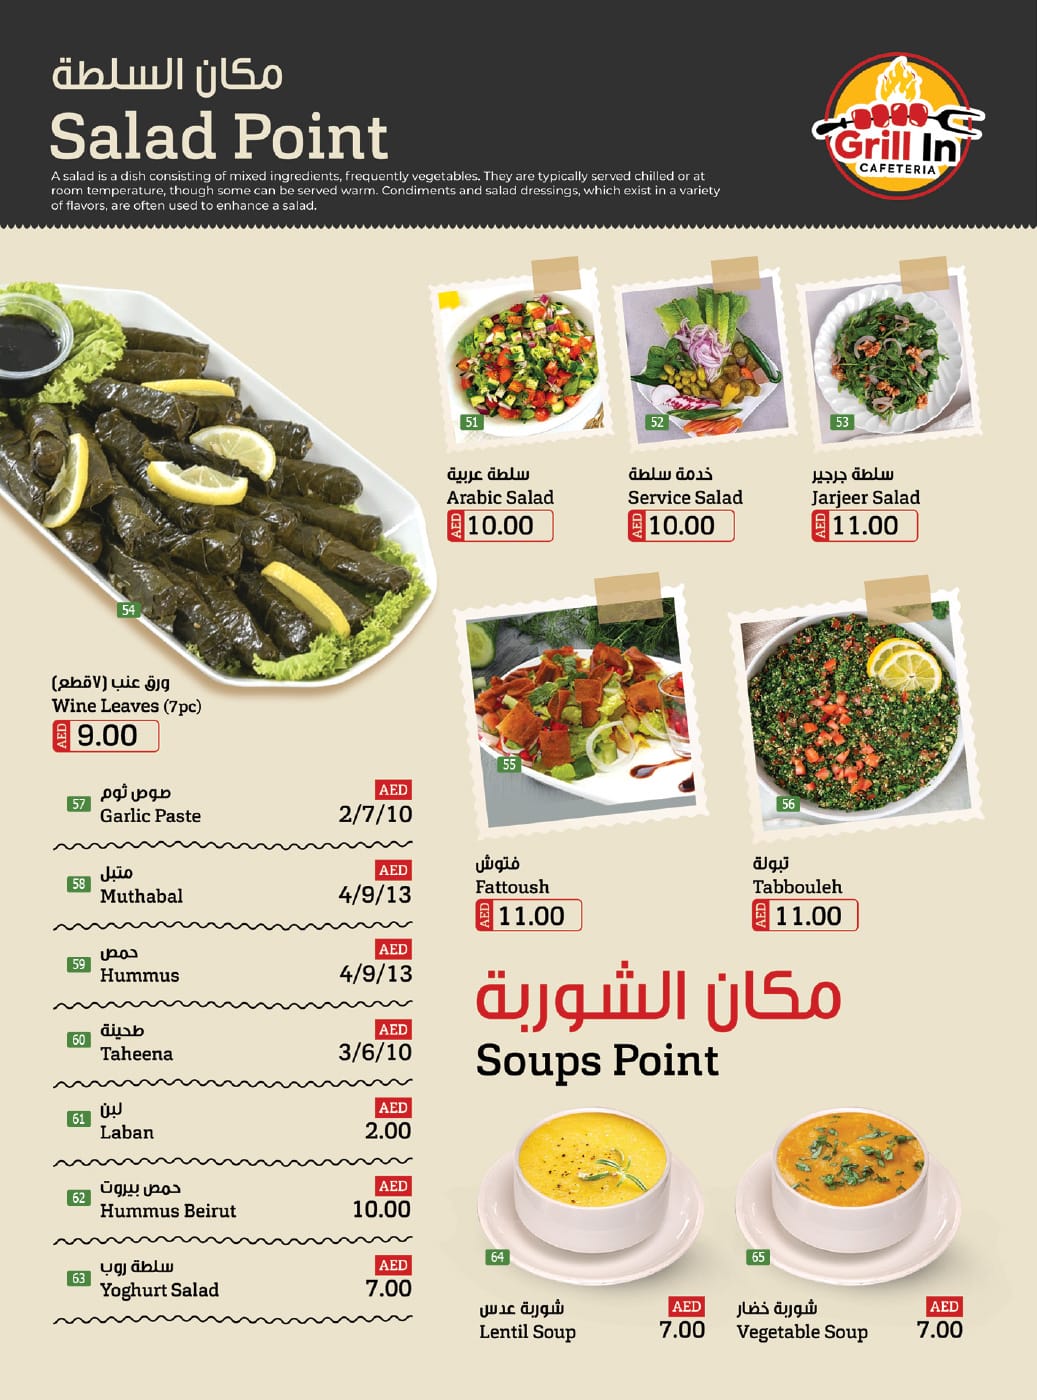 مكان السلطة
Salad Point
A salad is a dish consisting of mixed ingredients, frequently vegetables. They are typically served chilled or at
room temperature, though some can be served warm. Condiments and salad dressings, which exist in a variety
of flavors, are often used to enhance a salad.
Grill In
CAFETERIA
51
سلطة عربية
Arabic Salad
AED 10.00
52
خدمة سلطة
Service Salad
AED 10.00
53
سلطة جرجير
Jarjeer Salad
AED 11.00
54
ورق عنب (٧قطع)
Wine Leaves (7pc)
AED 9.00
55
فتوش
Fattoush
AED 11.00
56
تبولة
Tabbouleh
AED 11.00
57
صوص ثوم
AED
Garlic Paste 2/7/10
58
متبل
AED
Muthabal 4/9/13
59
حمص
AED
Hummus 4/9/13
60
طحينة
AED
Taheena 3/6/10
61
لبن
AED
Laban 2.00
62
حمص بيروت
AED
Hummus Beirut 10.00
63
سلطة روب
AED
Yoghurt Salad 7.00
مكان الشوربة
Soups Point
64
شوربة عدس
AED
Lentil Soup 7.00
65
شوربة خضار
AED
Vegetable Soup 7.00